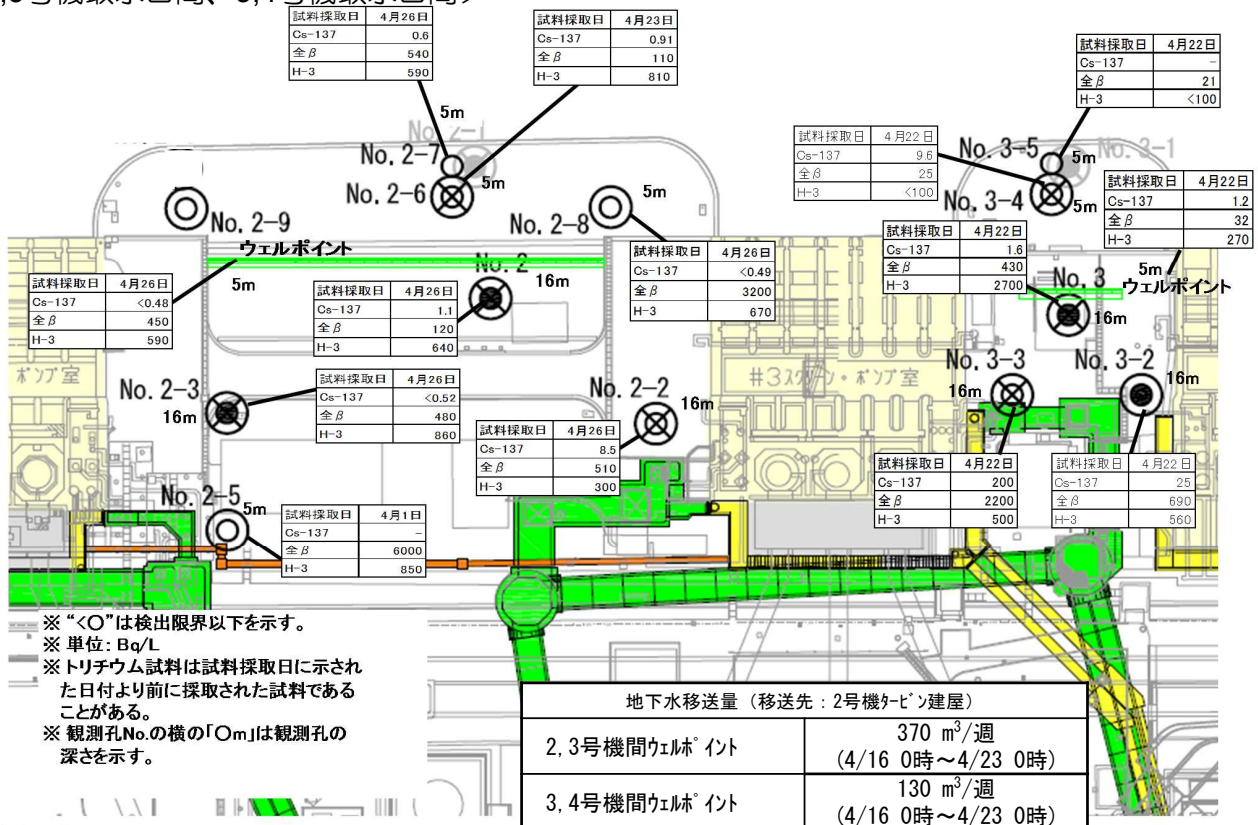 試料採取日 4月26日
Cs-137 0.6
全β 540
H-3 590
試料採取日 4月23日
Cs-137 0.91
全β 110
H-3 810
試料採取日 4月22日
Cs-137 -
全β 21
H-3 <100
5m
No. 2-1
No. 2-7
No. 2-6
5m
試料採取日 4月22日
Cs-137 9.6
全β 25
H-3 <100
No. 3-5
5m
No. 3-1
No. 3-4
5m
試料採取日 4月22日
Cs-137 1.2
全β 32
H-3 270
No. 2-9
No. 2-8
5m
ウェルポイント
5m
試料採取日 4月26日
Cs-137 <0.48
全β 450
H-3 590
No. 2
16m
試料採取日 4月26日
Cs-137 1.1
全β 120
H-3 640
試料採取日 4月26日
Cs-137 <0.49
全β 3200
H-3 670
試料採取日 4月22日
Cs-137 1.6
全β 430
H-3 2700
5m
ウェルポイント
No. 3
16m
ポンプ室
No. 2-3
16m
試料採取日 4月26日
Cs-137 <0.52
全β 480
H-3 860
No. 2-2
16m
試料採取日 4月26日
Cs-137 8.5
全β 510
H-3 300
#3スクリーン・ポンプ室
No. 3-3
16m
No. 3-2
16m
試料採取日 4月22日
Cs-137 200
全β 2200
H-3 500
試料採取日 4月22日
Cs-137 25
全β 690
H-3 560
No. 2-5
5m
試料採取日 4月1日
Cs-137 -
全β 6000
H-3 850
※ “<○”は検出限界以下を示す。
※ 単位: Bq/L
※ トリチウム試料は試料採取日に示され
た日付より前に採取された試料である
ことがある。
※ 観測孔No.の横の「○m」は観測孔の
深さを示す。
地下水移送量（移送先：2号機ﾀｰﾋﾞﾝ建屋）
2, 3号機間ｳｪﾙﾎﾟｲﾝﾄ 370 m³/週
(4/16 0時～4/23 0時)
3, 4号機間ｳｪﾙﾎﾟｲﾝﾄ 130 m³/週
(4/16 0時～4/23 0時)